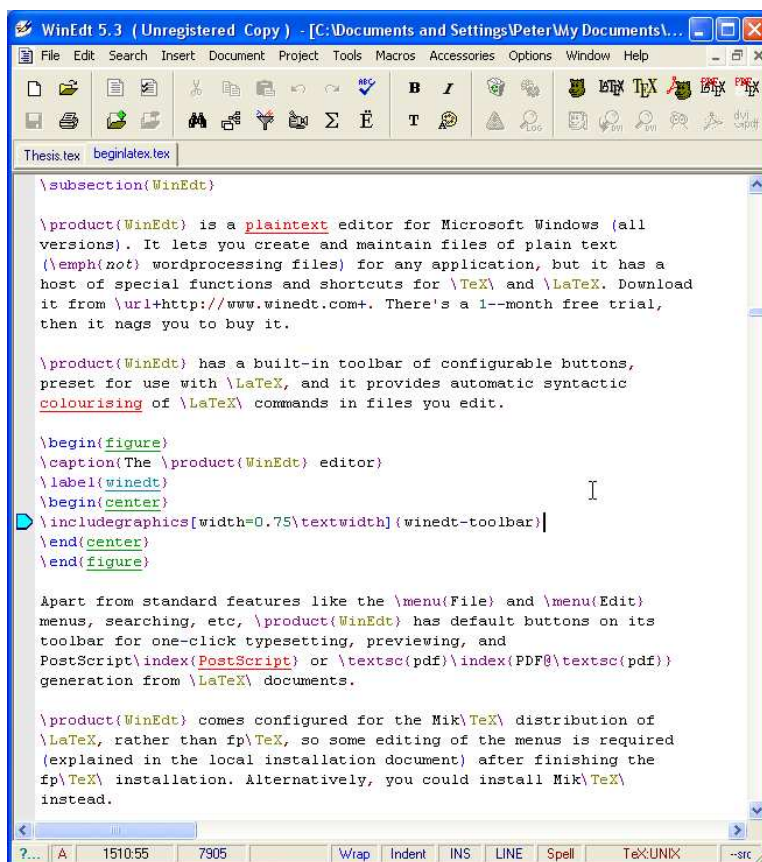 WinEdt 5.3 ( Unregistered Copy ) - [C:\Documents and Settings\Peter\My Documents\...
File Edit Search Insert Document Project Tools Macros Accessories Options Window Help
ABC B I LATEX TEX
Σ Ë T LOG DVI DVI
Thesis.tex beginlatex.tex
\subsection{WinEdt}
\product{WinEdt} is a plaintext editor for Microsoft Windows (all
versions). It lets you create and maintain files of plain text
(\emph{not} wordprocessing files) for any application, but it has a
host of special functions and shortcuts for \TeX\ and \LaTeX. Download
it from \url+http://www.winedt.com+. There's a 1--month free trial,
then it nags you to buy it.
\product{WinEdt} has a built-in toolbar of configurable buttons,
preset for use with \LaTeX, and it provides automatic syntactic
colourising of \LaTeX\ commands in files you edit.
\begin{figure}
\caption{The \product{WinEdt} editor}
\label{winedt}
\begin{center}
\includegraphics[width=0.75\textwidth]{winedt-toolbar}
\end{center}
\end{figure}
Apart from standard features like the \menu{File} and \menu{Edit}
menus, searching, etc, \product{WinEdt} has default buttons on its
toolbar for one-click typesetting, previewing, and
PostScript\index{PostScript} or \textsc{pdf}\index{PDF@\textsc{pdf}}
generation from \LaTeX\ documents.
\product{WinEdt} comes configured for the Mik\TeX\ distribution of
\LaTeX, rather than fp\TeX, so some editing of the menus is required
(explained in the local installation document) after finishing the
fp\TeX\ installation. Alternatively, you could install Mik\TeX\
instead.
?... A 1510:55 7905 Wrap Indent INS LINE Spell TeX:UNIX --src